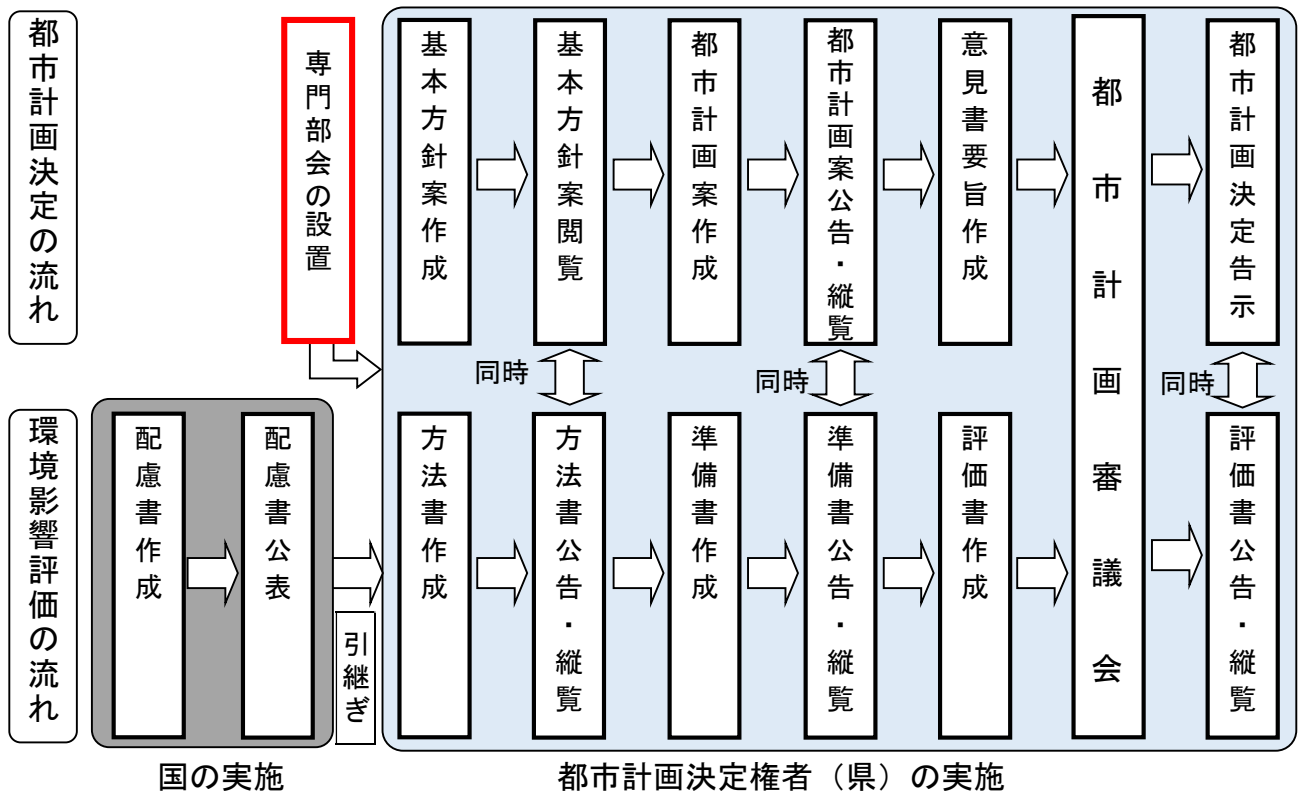 都市計画決定の流れ
専門部会の設置
基本方針案作成
基本方針案閲覧
都市計画案作成
都市計画案公告・縦覧
意見書要旨作成
都市計画審議会
都市計画決定告示
同時
同時
同時
環境影響評価の流れ
配慮書作成
配慮書公表
引継ぎ
方法書作成
方法書公告・縦覧
準備書作成
準備書公告・縦覧
評価書作成
評価書公告・縦覧
国の実施
都市計画決定権者（県）の実施